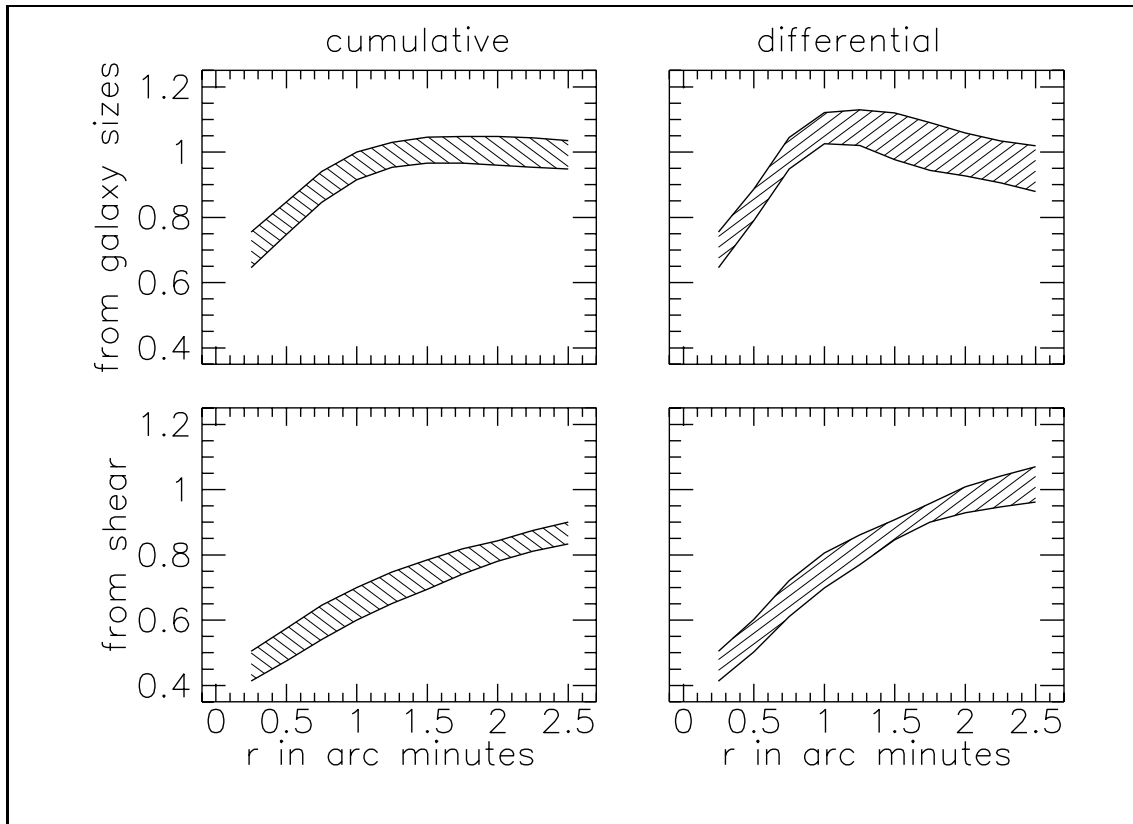 cumulative
differential
from galaxy sizes
1.2
1
0.8
0.6
0.4
from shear
1.2
1
0.8
0.6
0.4
0 0.5 1 1.5 2 2.5
0 0.5 1 1.5 2 2.5
r in arc minutes
r in arc minutes